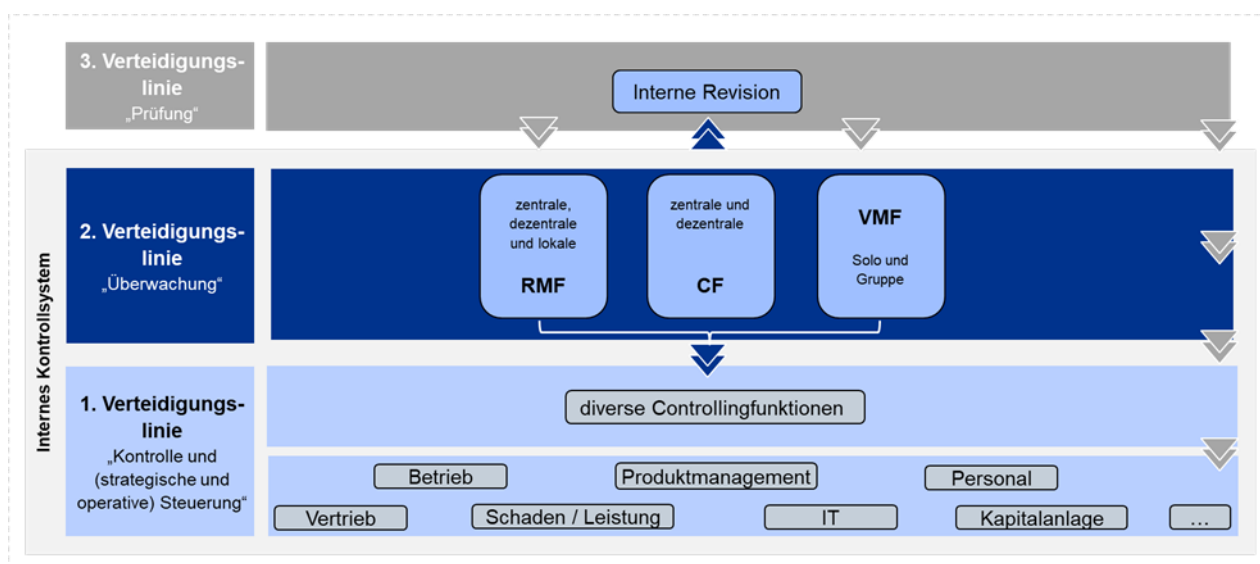 3. Verteidigungs-
linie
„Prüfung“
Interne Revision
Internes Kontrollsystem
2. Verteidigungs-
linie
„Überwachung“
zentrale,
dezentrale
und lokale
RMF
zentrale und
dezentrale
CF
VMF
Solo und
Gruppe
1. Verteidigungs-
linie
„Kontrolle und
(strategische und
operative) Steuerung“
diverse Controllingfunktionen
Betrieb
Produktmanagement
Personal
Vertrieb
Schaden / Leistung
IT
Kapitalanlage
…